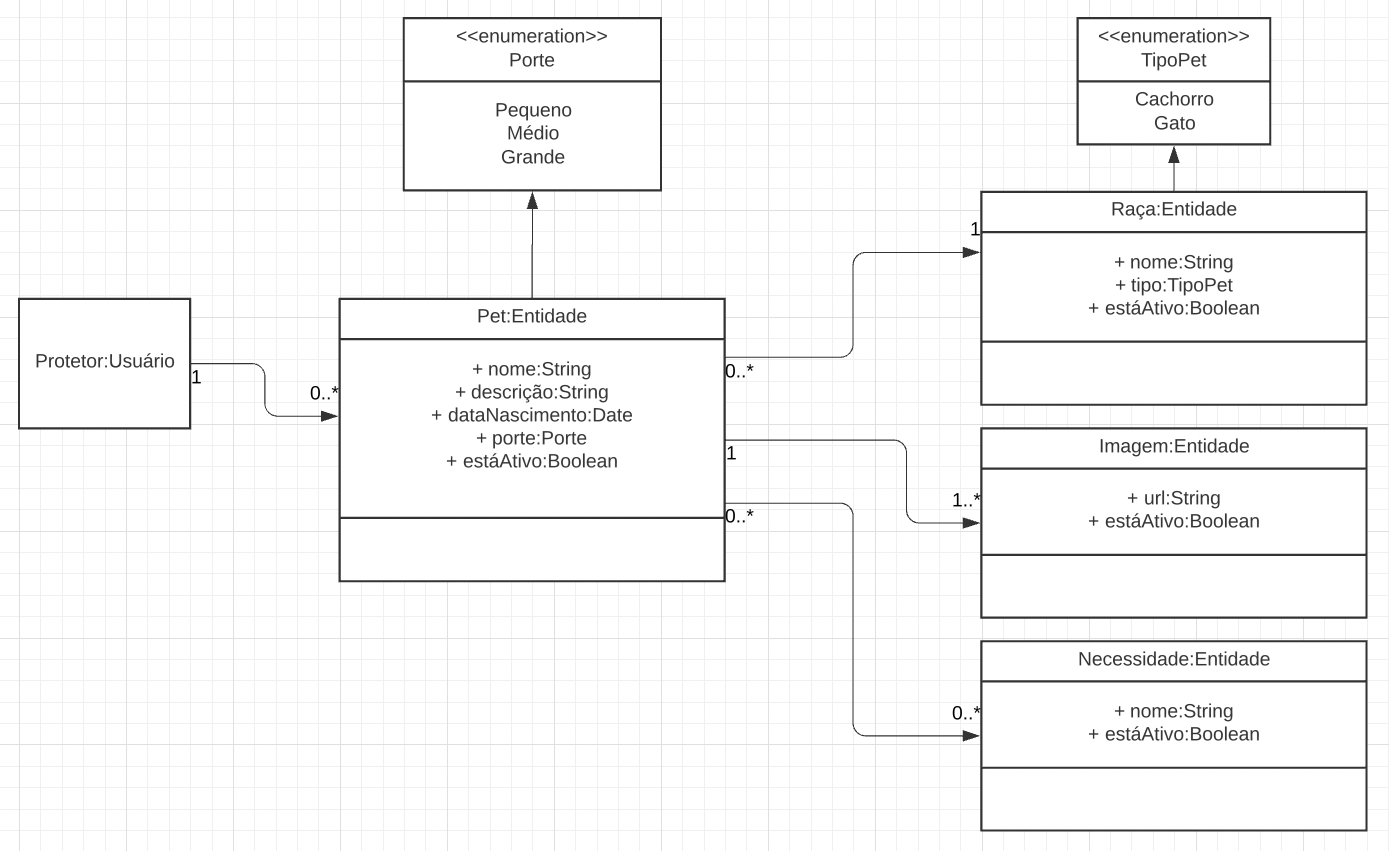 <<enumeration>>
Porte
Pequeno
Médio
Grande
<<enumeration>>
TipoPet
Cachorro
Gato
Protetor:Usuário
1
0..*
Pet:Entidade
+ nome:String
+ descrição:String
+ dataNascimento:Date
+ porte:Porte
+ estáAtivo:Boolean
0..*
1
Raça:Entidade
+ nome:String
+ tipo:TipoPet
+ estáAtivo:Boolean
1
1..*
Imagem:Entidade
+ url:String
+ estáAtivo:Boolean
0..*
0..*
Necessidade:Entidade
+ nome:String
+ estáAtivo:Boolean